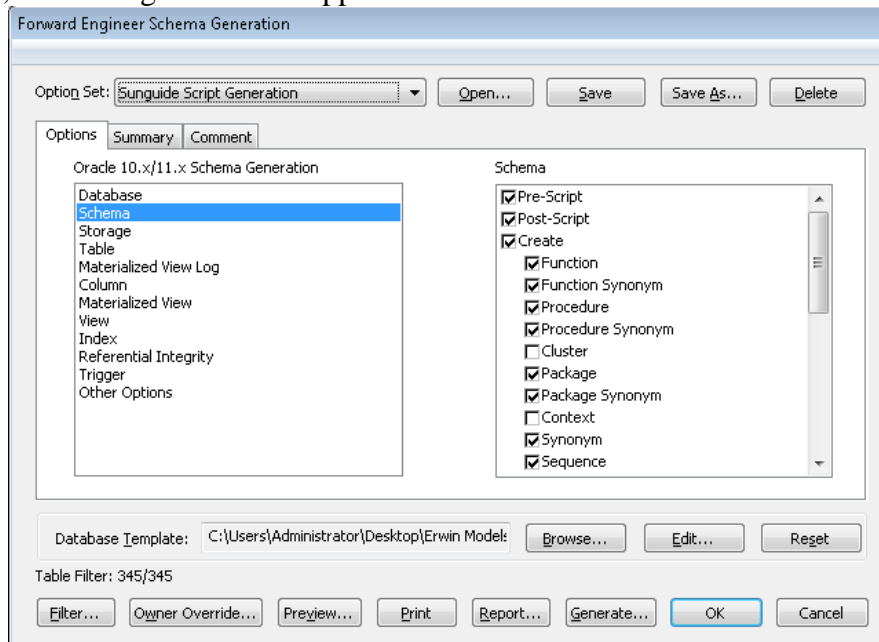 Forward Engineer Schema Generation
Option Set: Sunguide Script Generation Open... Save Save As... Delete
Options Summary Comment
Oracle 10.x/11.x Schema Generation
Database
Schema
Storage
Table
Materialized View Log
Column
Materialized View
View
Index
Referential Integrity
Trigger
Other Options
Schema
Pre-Script
Post-Script
Create
Function
Function Synonym
Procedure
Procedure Synonym
Cluster
Package
Package Synonym
Context
Synonym
Sequence
Database Template: C:\Users\Administrator\Desktop\Erwin Models Browse... Edit... Reset
Table Filter: 345/345
Filter... Owner Override... Preview... Print Report... Generate... OK Cancel